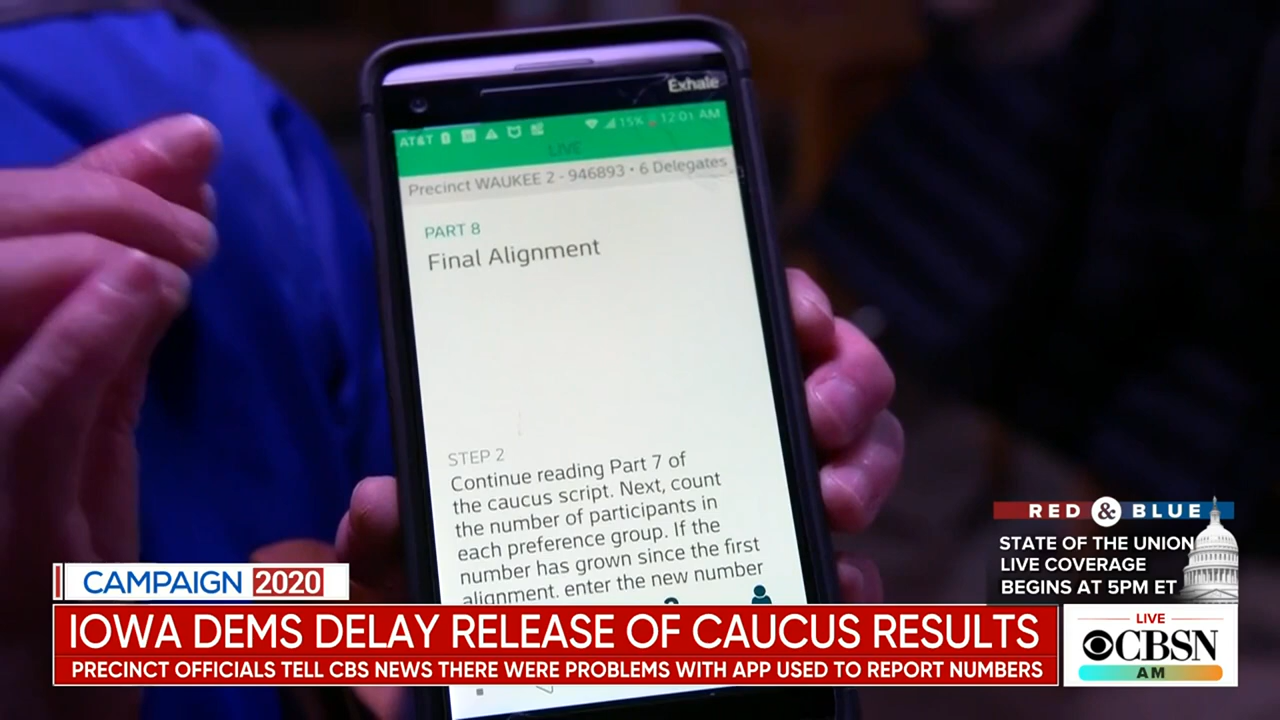 Exhale
AT&T 15% 12:01 AM
LIVE
Precinct WAUKEE 2 - 946893 • 6 Delegates
PART 8
Final Alignment
STEP 2
Continue reading Part 7 of
the caucus script. Next, count
the number of participants in
each preference group. If the
number has grown since the first
alignment, enter the new number
RED & BLUE
STATE OF THE UNION
LIVE COVERAGE
BEGINS AT 5PM ET
CAMPAIGN 2020
IOWA DEMS DELAY RELEASE OF CAUCUS RESULTS
PRECINCT OFFICIALS TELL CBS NEWS THERE WERE PROBLEMS WITH APP USED TO REPORT NUMBERS
LIVE
CBSN
AM